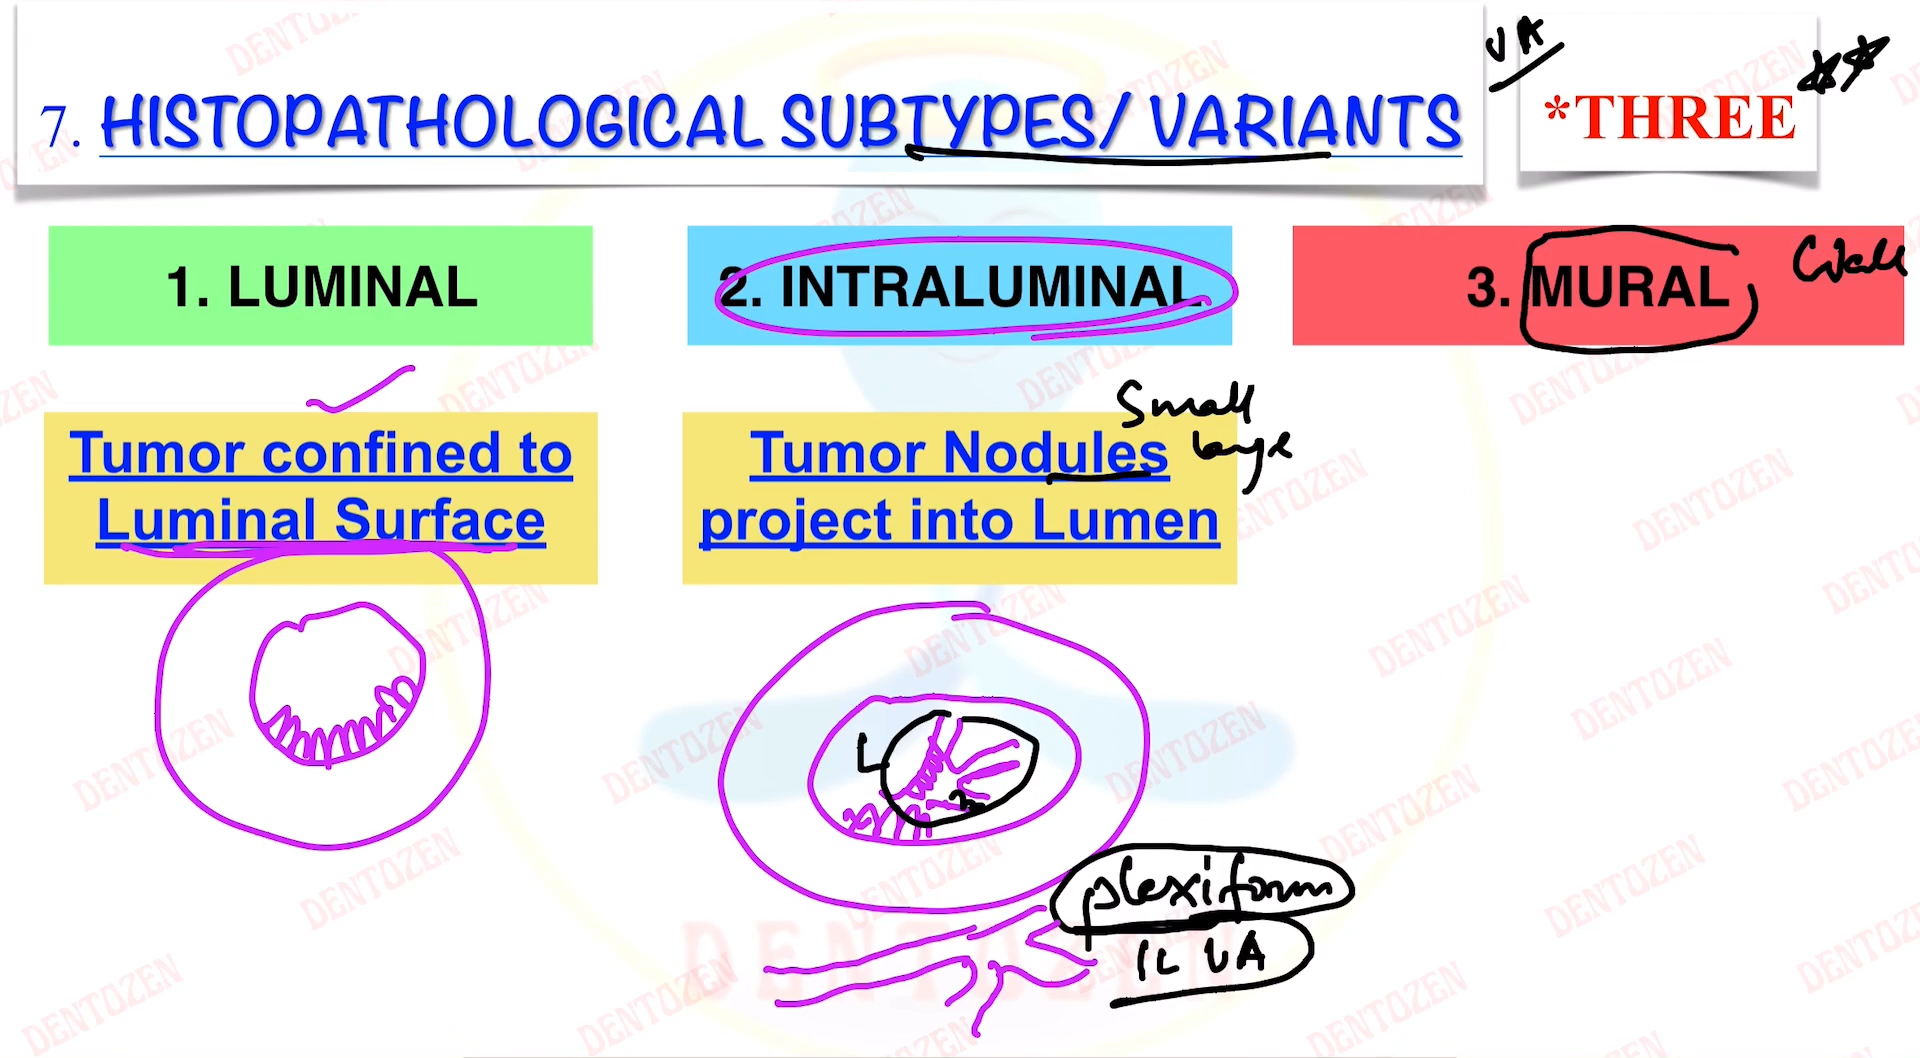 7. HISTOPATHOLOGICAL SUBTYPES/ VARIANTS
UA
*THREE
1. LUMINAL
2. INTRALUMINAL
3. MURAL
Wall
Tumor confined to
Luminal Surface
Tumor Nodules
project into Lumen
Small
large
L
plexiform
IL UA
DENTOZEN